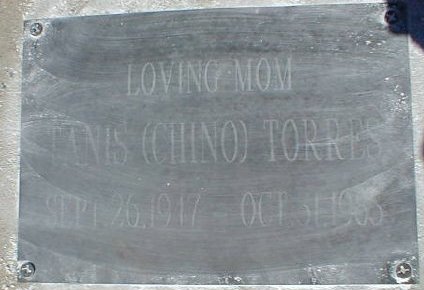 LOVING MOM
(CHINO) TORRES
SEPT. 26, 1917 OCT. 31